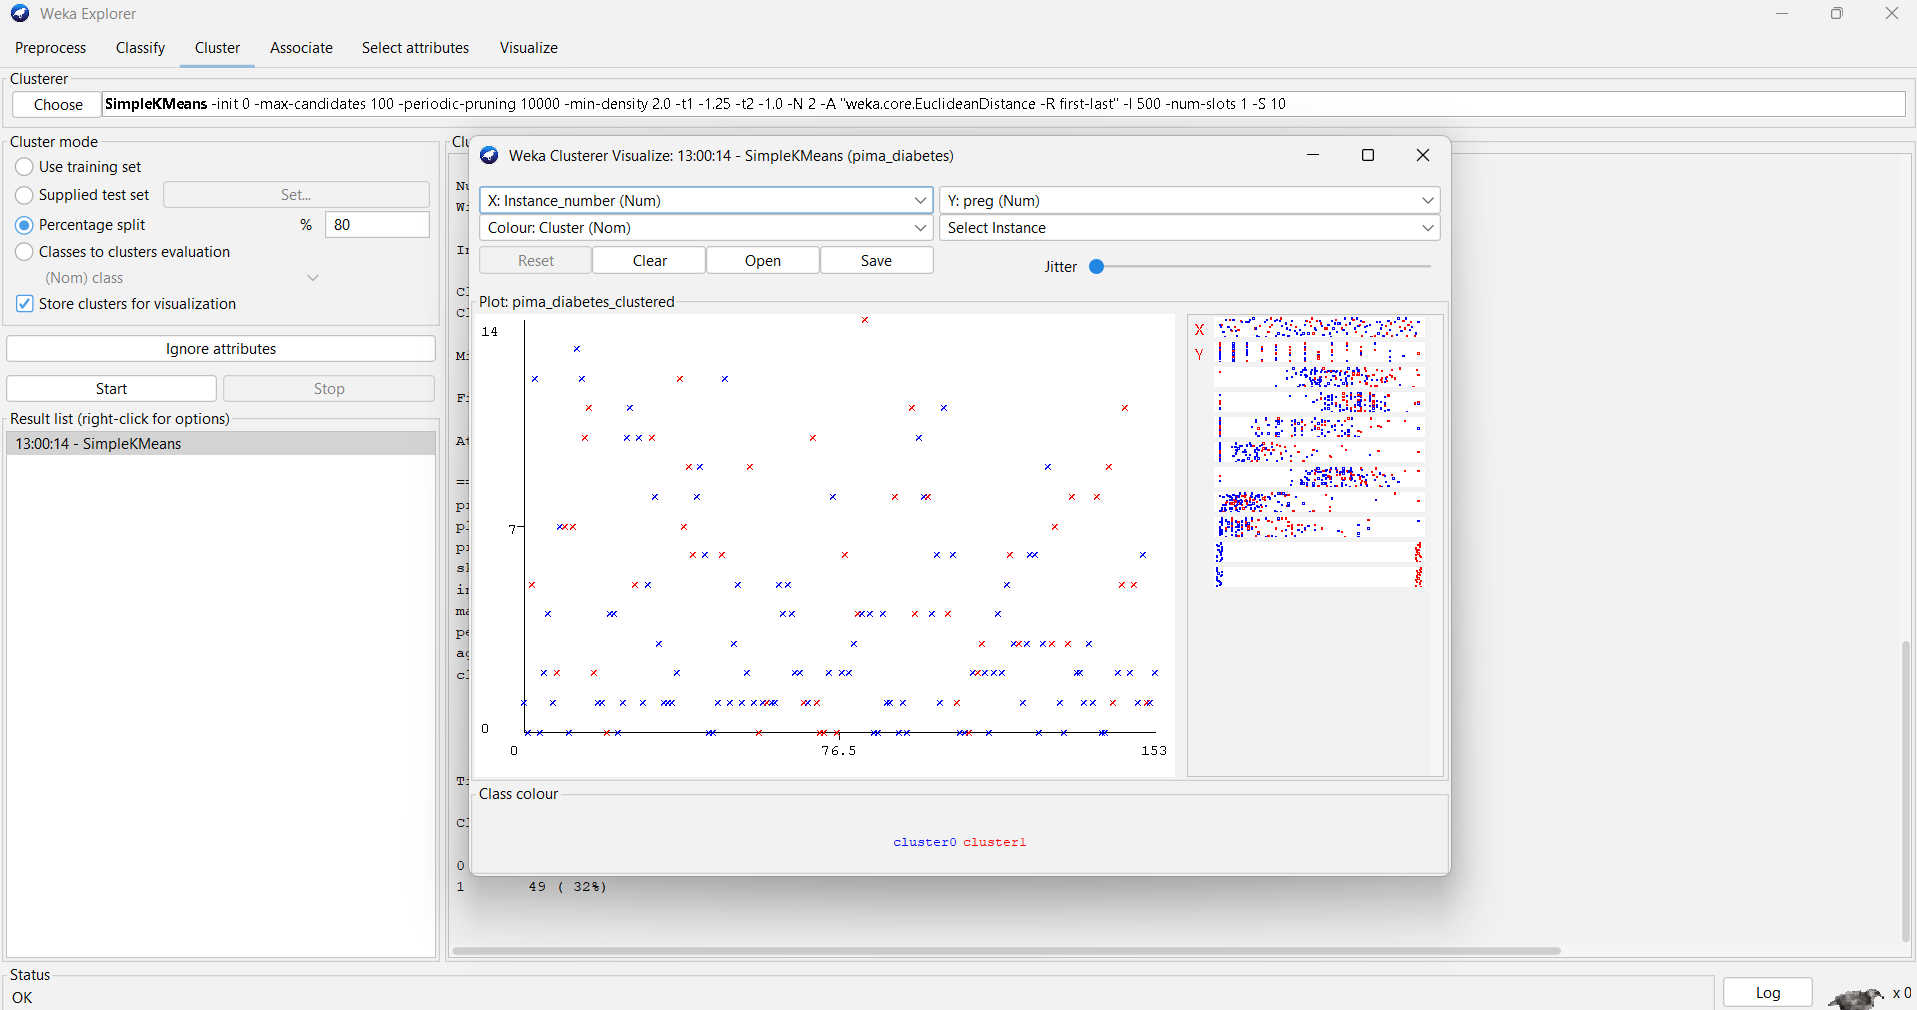 Weka Explorer
Preprocess Classify Cluster Associate Select attributes Visualize
Clusterer
Choose SimpleKMeans -init 0 -max-candidates 100 -periodic-pruning 10000 -min-density 2.0 -t1 -1.25 -t2 -1.0 -N 2 -A "weka.core.EuclideanDistance -R first-last" -I 500 -num-slots 1 -S 10
Cluster mode
Use training set
Supplied test set Set...
Percentage split % 80
Classes to clusters evaluation
(Nom) class
Store clusters for visualization
Ignore attributes
Start Stop
Result list (right-click for options)
13:00:14 - SimpleKMeans
Weka Clusterer Visualize: 13:00:14 - SimpleKMeans (pima_diabetes)
X: Instance_number (Num) Y: preg (Num)
Colour: Cluster (Nom) Select Instance
Reset Clear Open Save Jitter
Plot: pima_diabetes_clustered
14
7
0
0 76.5 153
X
Y
Class colour
cluster0 cluster1
0
1 49 ( 32%)
Status
OK
Log x 0